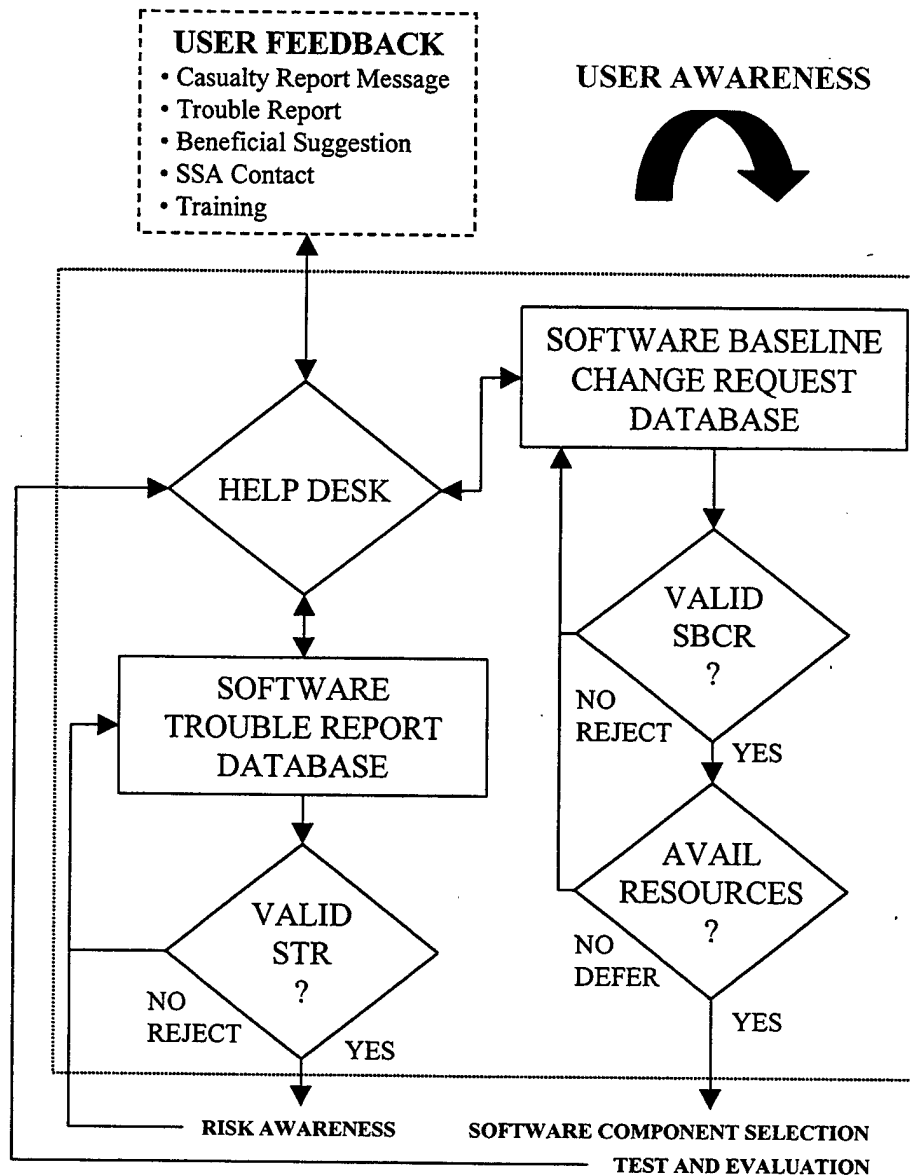 USER FEEDBACK
• Casualty Report Message
• Trouble Report
• Beneficial Suggestion
• SSA Contact
• Training
USER AWARENESS
SOFTWARE BASELINE
CHANGE REQUEST
DATABASE
HELP DESK
VALID
SBCR
?
NO
REJECT
YES
SOFTWARE
TROUBLE REPORT
DATABASE
AVAIL
RESOURCES
?
NO
DEFER
YES
VALID
STR
?
NO
REJECT
YES
RISK AWARENESS
SOFTWARE COMPONENT SELECTION
TEST AND EVALUATION